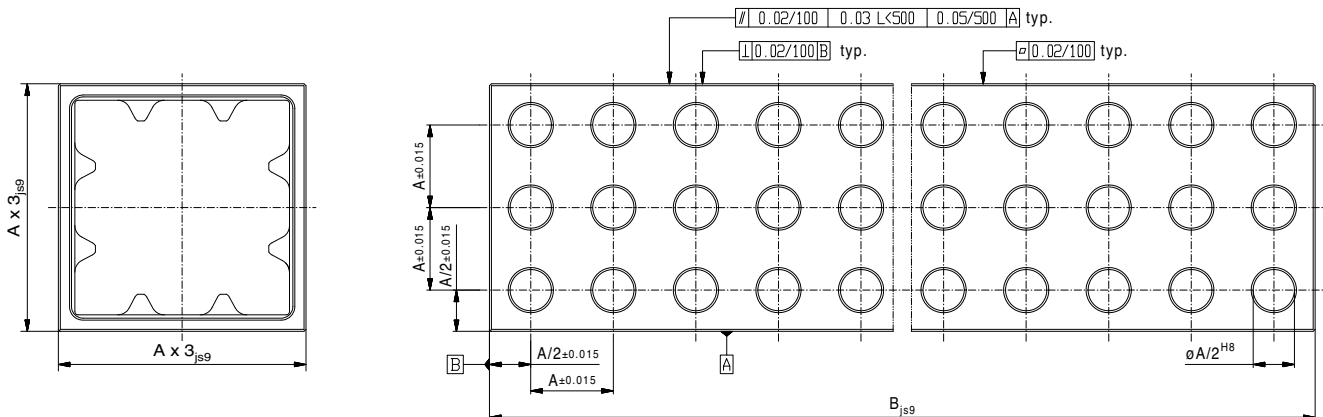 ⫽ 0.02/100 0.03 L<500 0.05/500 A typ.
⊥ 0.02/100 B typ.
⏥ 0.02/100
A x 3js9
A x 3js9
A±0.015
A±0.015
A/2±0.015
B
A/2±0.015
A±0.015
A
øA/2H8
Bjs9